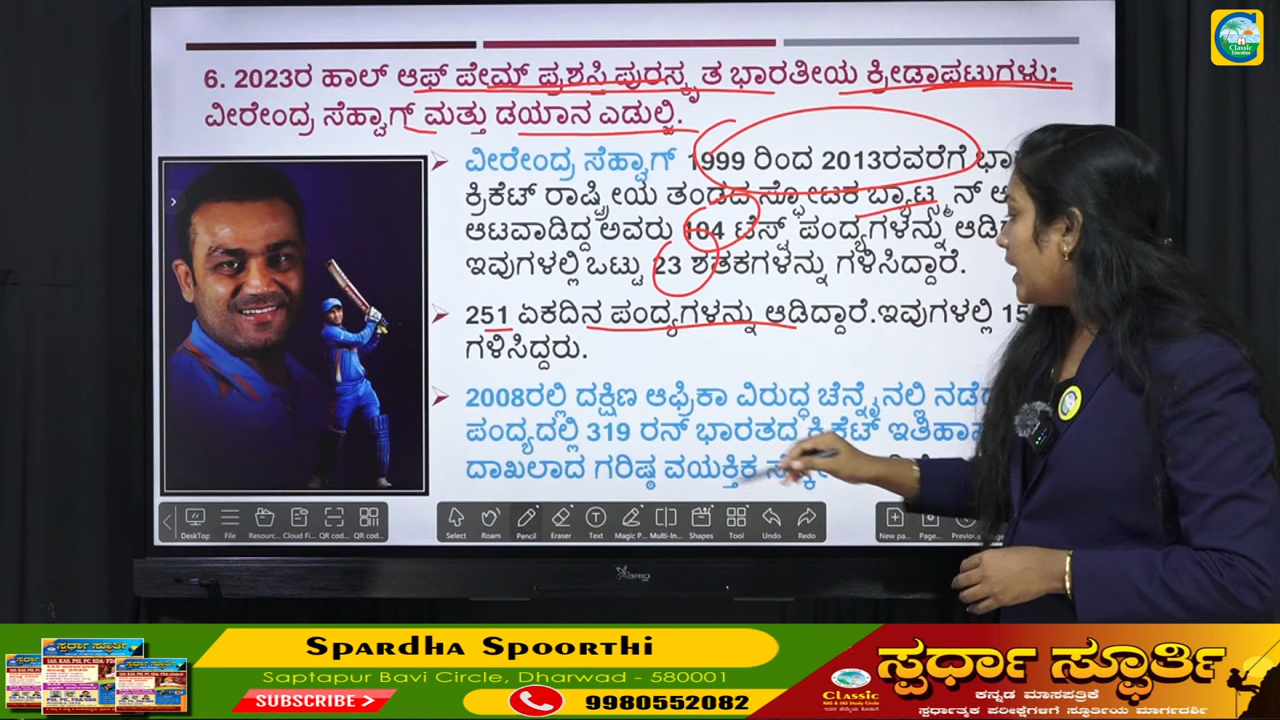 Classic
Education
6. 2023ರ ಹಾಲ್ ಆಫ್ ಪೇಮ್ ಪ್ರಶಸ್ತಿ ಪುರಸ್ಕೃತ ಭಾರತೀಯ ಕ್ರೀಡಾಪಟುಗಳು:
ವೀರೇಂದ್ರ ಸೆಹ್ವಾಗ್ ಮತ್ತು ಡಯಾನ ಎಡುಲ್ಜಿ.
ವೀರೇಂದ್ರ ಸೆಹ್ವಾಗ್ 1999 ರಿಂದ 2013ರವರೆಗೆ
ಕ್ರಿಕೆಟ್ ರಾಷ್ಟ್ರೀಯ ತಂಡದ ಸ್ಫೋಟಕ ಬ್ಯಾಟ್ಸ್ಮನ್
ಆಟವಾಡಿದ್ದ ಅವರು 104 ಟೆಸ್ಟ್ ಪಂದ್ಯಗಳನ್ನು
ಇವುಗಳಲ್ಲಿ ಒಟ್ಟು 23 ಶತಕಗಳನ್ನು ಗಳಿಸಿದ್ದಾರೆ.
251 ಏಕದಿನ ಪಂದ್ಯಗಳನ್ನು ಆಡಿದ್ದಾರೆ.ಇವುಗಳಲ್ಲಿ 15
ಗಳಿಸಿದ್ದರು.
2008ರಲ್ಲಿ ದಕ್ಷಿಣ ಆಫ್ರಿಕಾ ವಿರುದ್ಧ ಚೆನ್ನೈನಲ್ಲಿ
ಪಂದ್ಯದಲ್ಲಿ 319 ರನ್ ಭಾರತದ ಕ್ರಿಕೆಟ್
ದಾಖಲಾದ ಗರಿಷ್ಠ ವಯಕ್ತಿಕ
DeskTop File Resourc... Cloud Fi... QR cod... QR cod... Select Roam Pencil Eraser Text Magic P... Multi-In... Shapes Tool Undo Redo New pa... Page...
Spardha Spoorthi
Saptapur Bavi Circle, Dharwad - 580001
SUBSCRIBE
9980552082
ಸ್ಪರ್ಧಾ ಸ್ಫೂರ್ತಿ
Classic
ಕನ್ನಡ ಮಾಸಪತ್ರಿಕೆ
ಸ್ಪರ್ಧಾತ್ಮಕ ಪರೀಕ್ಷೆಗಳಿಗೆ ಸ್ಫೂರ್ತಿಯ ಮಾರ್ಗದರ್ಶಿ